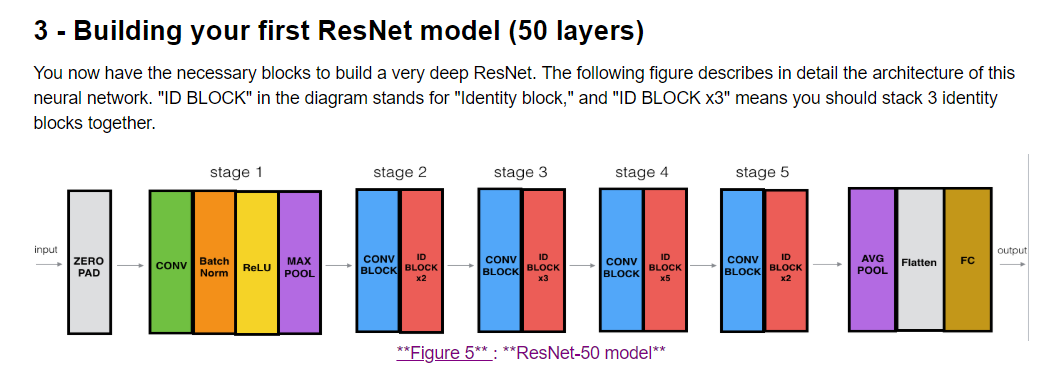 3 - Building your first ResNet model (50 layers)
You now have the necessary blocks to build a very deep ResNet. The following figure describes in detail the architecture of this
neural network. "ID BLOCK" in the diagram stands for "Identity block," and "ID BLOCK x3" means you should stack 3 identity
blocks together.
stage 1
stage 2
stage 3
stage 4
stage 5
input
ZERO
PAD
CONV
Batch
Norm
ReLU
MAX
POOL
CONV
BLOCK
ID
BLOCK
x2
CONV
BLOCK
ID
BLOCK
x3
CONV
BLOCK
ID
BLOCK
x5
CONV
BLOCK
ID
BLOCK
x2
AVG
POOL
Flatten
FC
output
**Figure 5** : **ResNet-50 model**